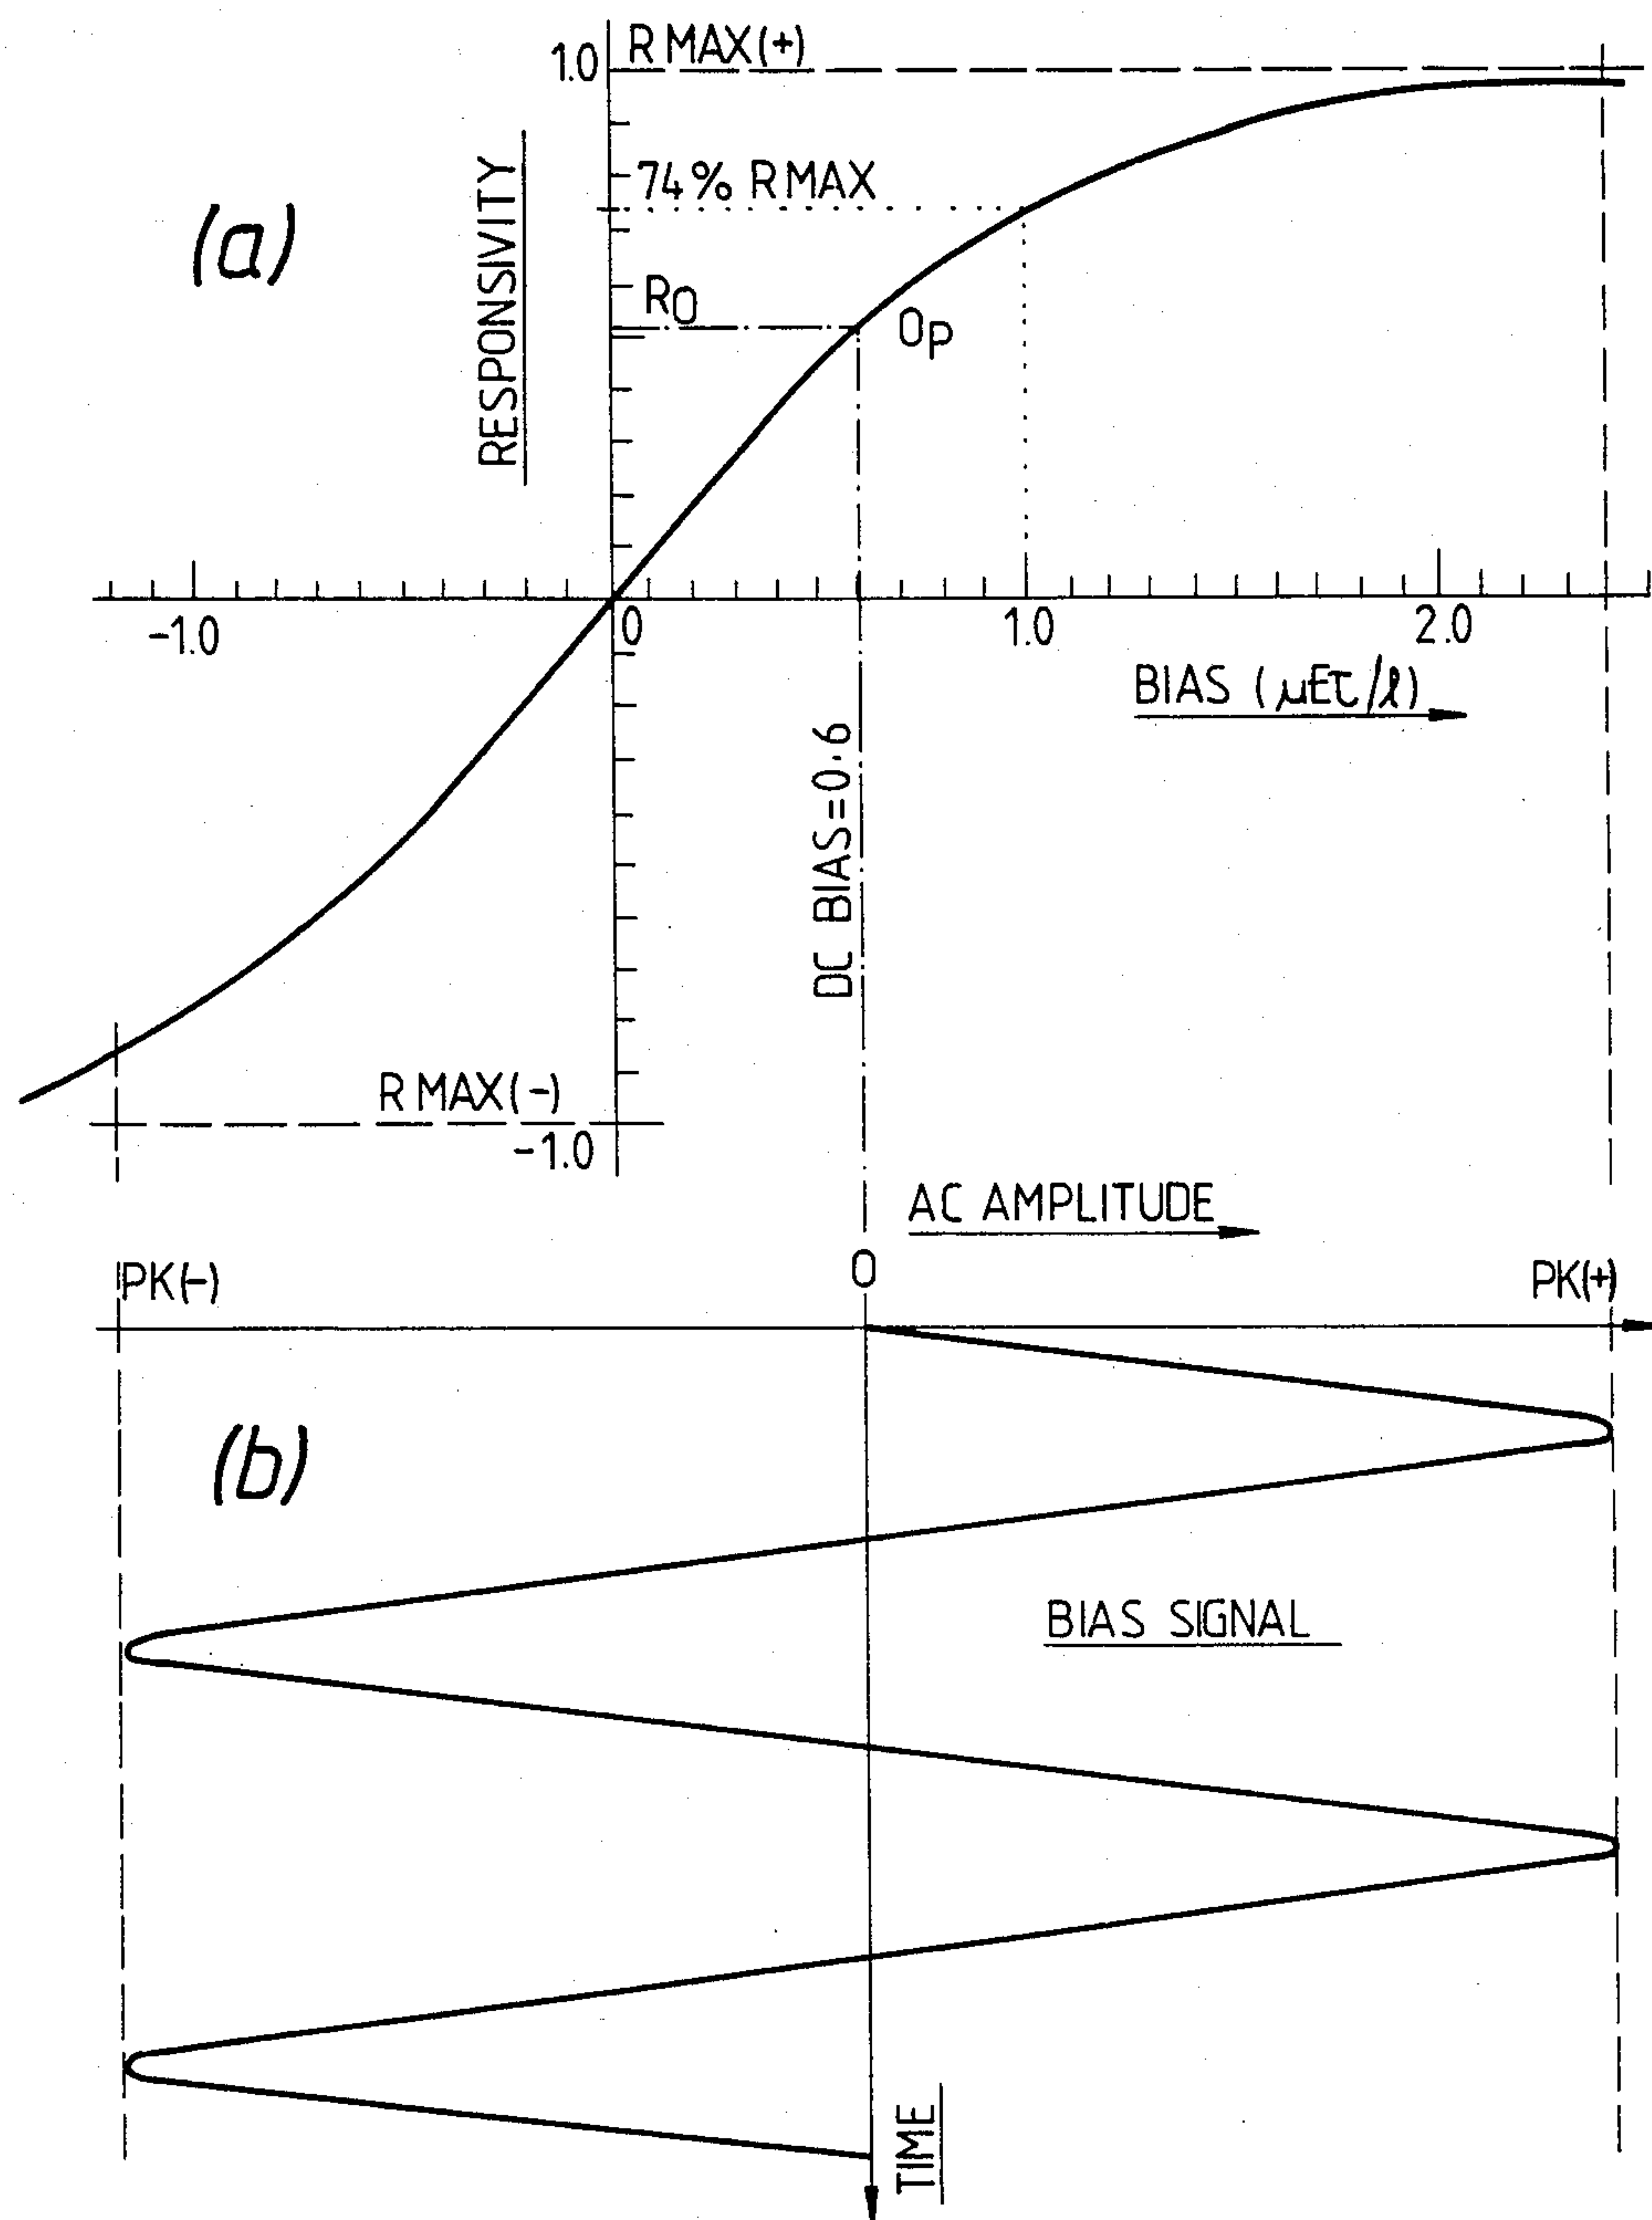 (a)
RESPONSIVITY
1.0
R MAX(+)
74% R MAX
R0
Op
-1.0
0
1.0
2.0
BIAS (μEτ/ℓ)
DC BIAS=0.6
R MAX(-)
-1.0
AC AMPLITUDE
PK(-)
0
PK(+)
(b)
BIAS SIGNAL
TIME